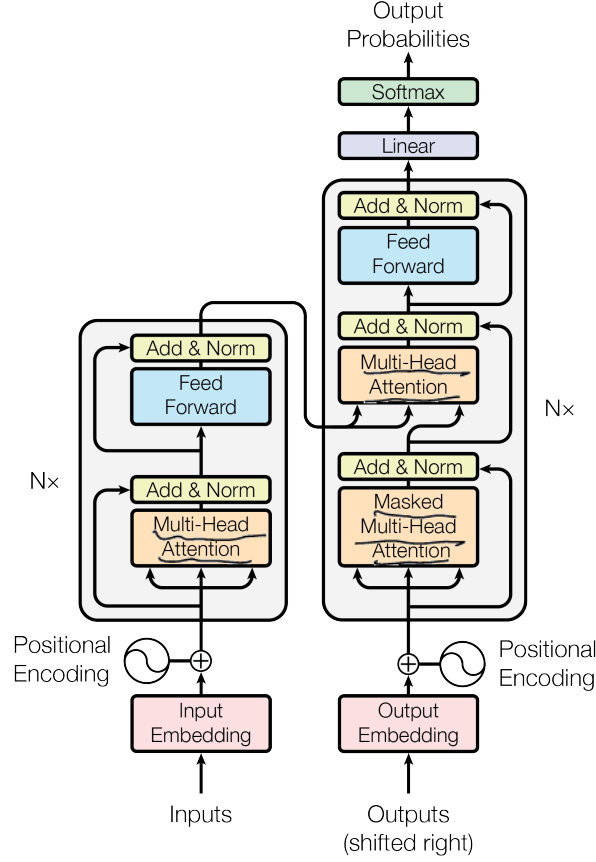 Output
Probabilities
Softmax
Linear
Add & Norm
Feed
Forward
Add & Norm
Multi-Head
Attention
Add & Norm
Masked
Multi-Head
Attention
Nx
Add & Norm
Feed
Forward
Add & Norm
Multi-Head
Attention
Nx
Positional
Encoding
Positional
Encoding
Input
Embedding
Output
Embedding
Inputs
Outputs
(shifted right)